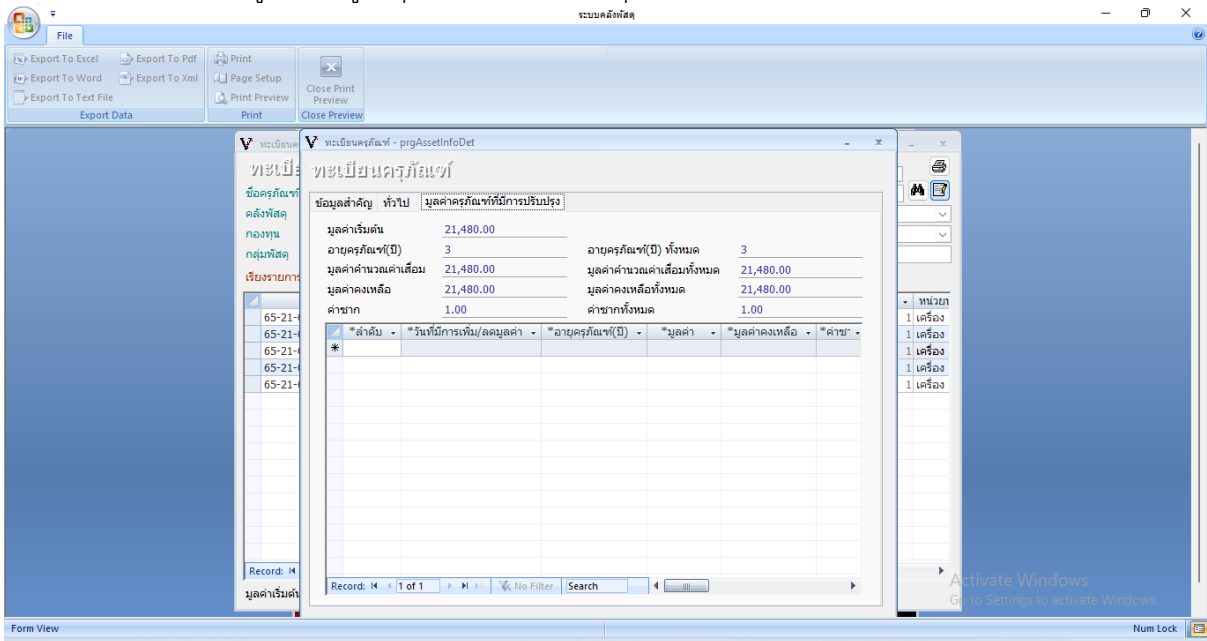 ระบบคลังพัสดุ
File
Export To Excel Export To Pdf Print
Export To Word Export To Xml Page Setup Close Print
Export To Text File Print Preview Preview
Export Data Print Close Preview
ทะเบียนครุภัณฑ์ - prgAssetInfoDet
ทะเบียนครุภัณฑ์
ชื่อครุภัณฑ์
คลังพัสดุ
กองทุน
กลุ่มพัสดุ
เรียงรายการ
ข้อมูลสำคัญ ทั่วไป มูลค่าครุภัณฑ์ที่มีการปรับปรุง
มูลค่าเริ่มต้น 21,480.00
อายุครุภัณฑ์(ปี) 3 อายุครุภัณฑ์(ปี) ทั้งหมด 3
มูลค่าคำนวณค่าเสื่อม 21,480.00 มูลค่าคำนวณค่าเสื่อมทั้งหมด 21,480.00
มูลค่าคงเหลือ 21,480.00 มูลค่าคงเหลือทั้งหมด 21,480.00
ค่าซาก 1.00 ค่าซากทั้งหมด 1.00
*ลำดับ *วันที่มีการเพิ่ม/ลดมูลค่า *อายุครุภัณฑ์(ปี) *มูลค่า *มูลค่าคงเหลือ
65-21- 1 เครื่อง
65-21- 1 เครื่อง
65-21- 1 เครื่อง
65-21- 1 เครื่อง
65-21- 1 เครื่อง
Record: 1 of 1 No Filter Search
Record:
มูลค่าเริ่มต้น
Activate Windows
Go to Settings to activate Windows.
Form View Num Lock